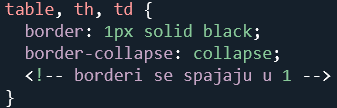 table, th, td {
  border: 1px solid black;
  border-collapse: collapse;
  <!-- borderi se spajaju u 1 -->
}